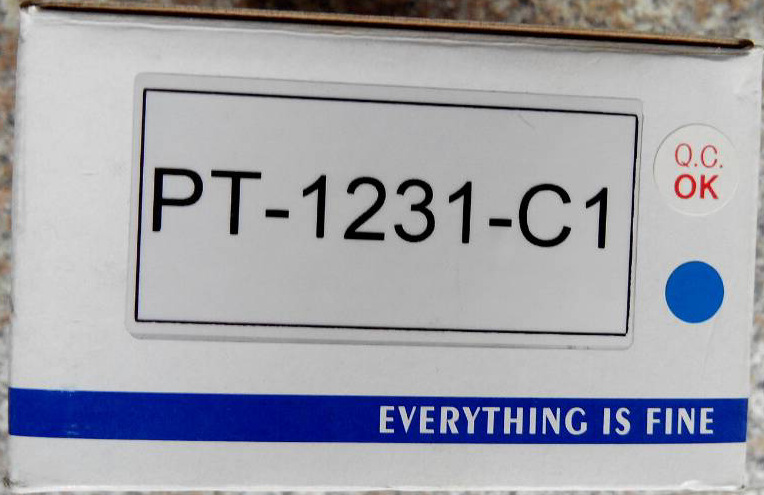 PT-1231-C1
Q.C.
OK
EVERYTHING IS FINE